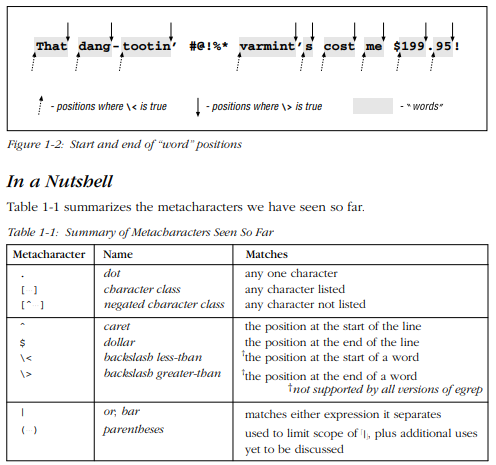 That dang-tootin' #@!%* varmint's cost me $199.95!
- positions where \< is true - positions where \> is true - "words"
Figure 1-2: Start and end of "word" positions
In a Nutshell
Table 1-1 summarizes the metacharacters we have seen so far.
Table 1-1: Summary of Metacharacters Seen So Far
Metacharacter Name Matches
. dot any one character
[ ] character class any character listed
[^ ] negated character class any character not listed
^ caret the position at the start of the line
$ dollar the position at the end of the line
\< backslash less-than †the position at the start of a word
\> backslash greater-than †the position at the end of a word
†not supported by all versions of egrep
| or; bar matches either expression it separates
( ) parentheses used to limit scope of ⌈|⌋, plus additional uses
yet to be discussed